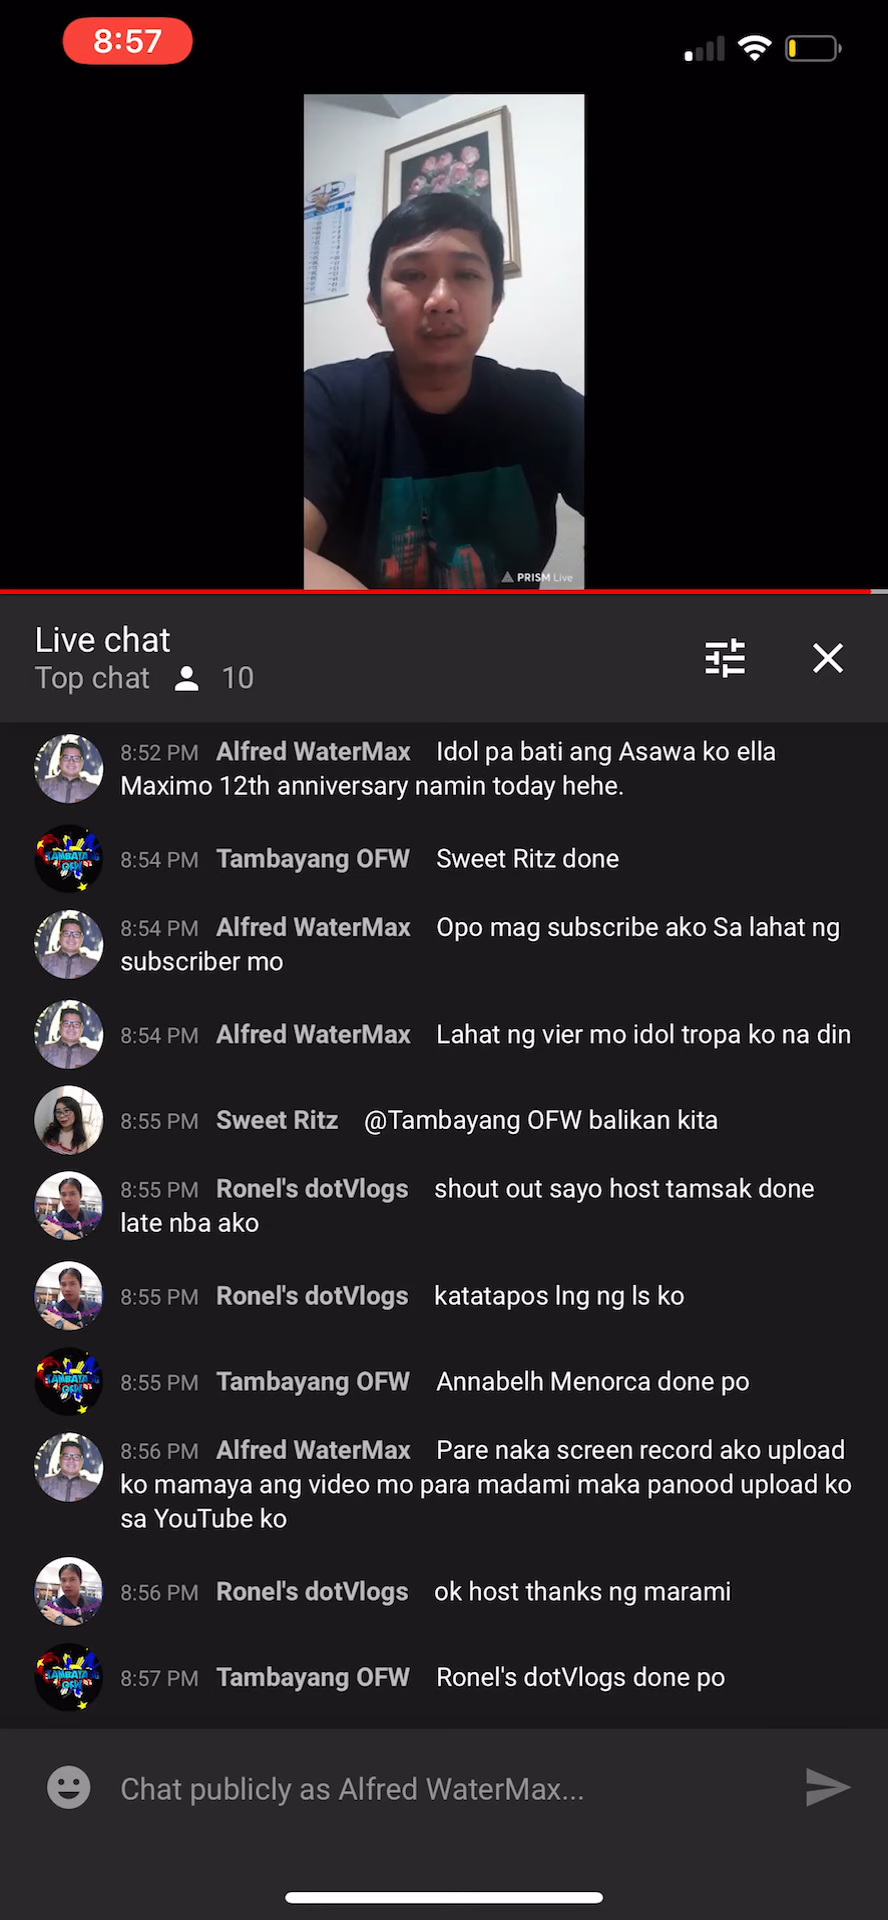 8:57
PRISM Live
Live chat
Top chat 10
8:52 PM Alfred WaterMax Idol pa bati ang Asawa ko ella
Maximo 12th anniversary namin today hehe.
TAMBAYANG
OFW
8:54 PM Tambayang OFW Sweet Ritz done
8:54 PM Alfred WaterMax Opo mag subscribe ako Sa lahat ng
subscriber mo
8:54 PM Alfred WaterMax Lahat ng vier mo idol tropa ko na din
8:55 PM Sweet Ritz @Tambayang OFW balikan kita
8:55 PM Ronel's dotVlogs shout out sayo host tamsak done
late nba ako
8:55 PM Ronel's dotVlogs katatapos lng ng ls ko
TAMBAYANG
OFW
8:55 PM Tambayang OFW Annabelh Menorca done po
8:56 PM Alfred WaterMax Pare naka screen record ako upload
ko mamaya ang video mo para madami maka panood upload ko
sa YouTube ko
8:56 PM Ronel's dotVlogs ok host thanks ng marami
TAMBAYANG
OFW
8:57 PM Tambayang OFW Ronel's dotVlogs done po
Chat publicly as Alfred WaterMax...